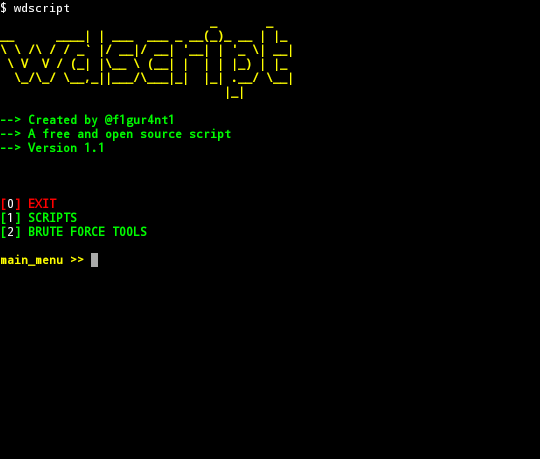 $ wdscript
wdscript
--> Created by @f1gur4nt1
--> A free and open source script
--> Version 1.1
[0] EXIT
[1] SCRIPTS
[2] BRUTE FORCE TOOLS
main_menu >>